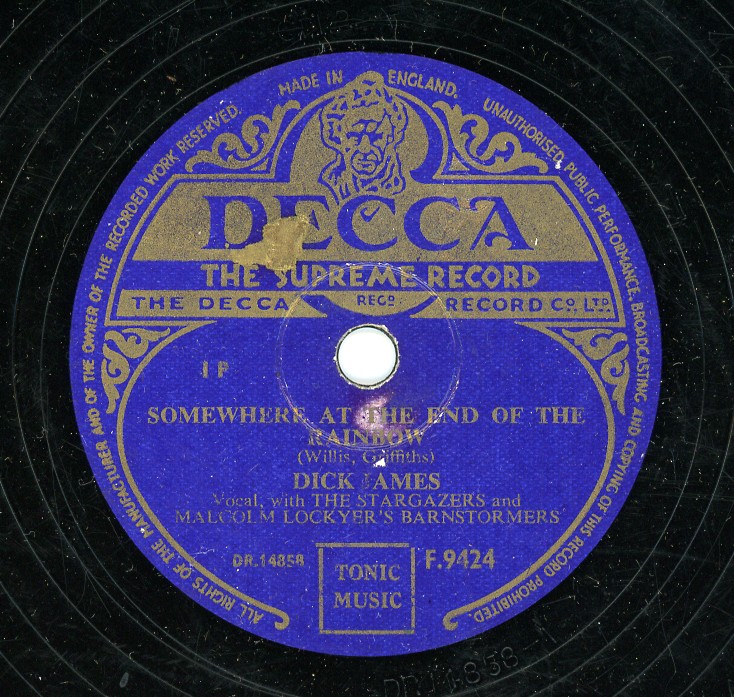 MADE IN ENGLAND.
UNAUTHORISED PUBLIC PERFORMANCE, BROADCASTING AND COPYING OF THIS RECORD PROHIBITED.
ALL RIGHTS OF THE MANUFACTURER AND OF THE OWNER OF THE RECORDED WORK RESERVED.
DECCA
THE SUPREME RECORD
THE DECCA REGD. RECORD CO. LTD.
1P
SOMEWHERE AT THE END OF THE
RAINBOW
(Willis, Griffiths)
DICK JAMES
Vocal, with THE STARGAZERS and
MALCOLM LOCKYER'S BARNSTORMERS
DR.14858 F.9424
TONIC
MUSIC